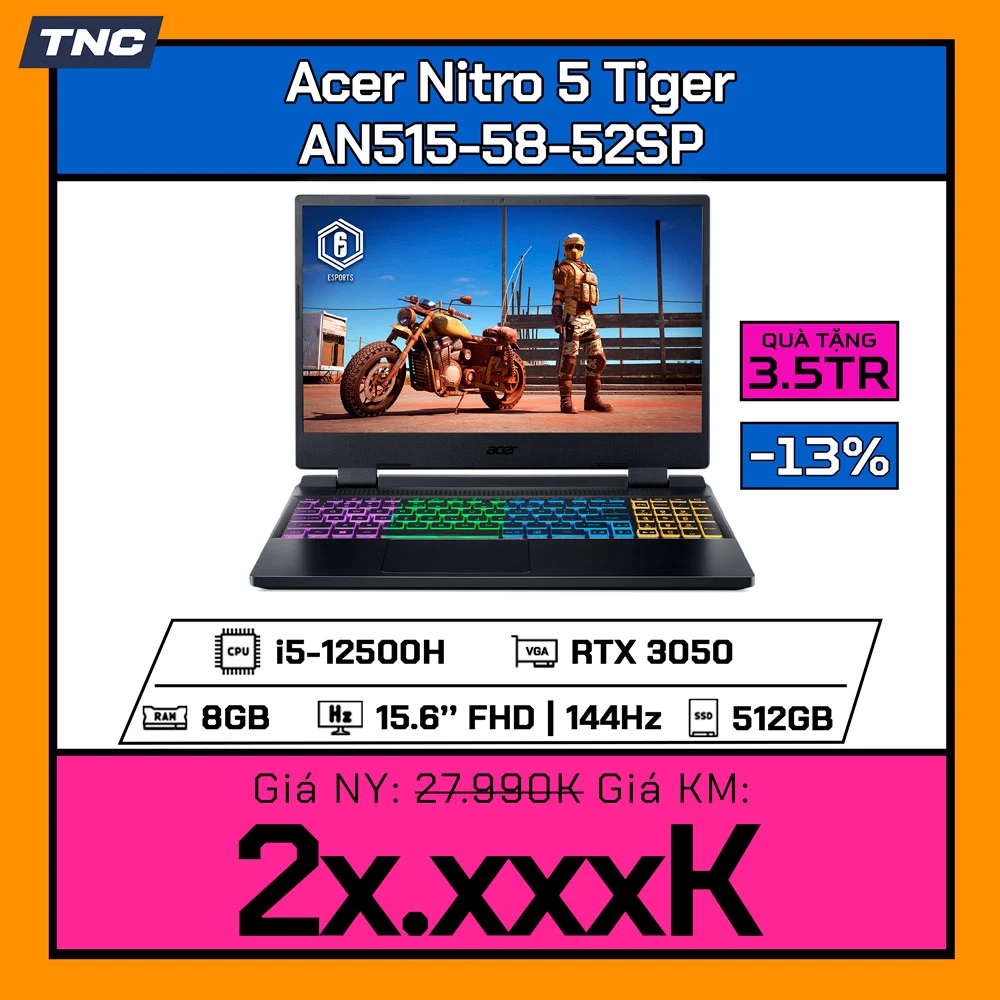 TNC
Acer Nitro 5 Tiger
AN515-58-52SP
ESPORTS
acer
QUÀ TẶNG
3.5TR
-13%
CPU i5-12500H VGA RTX 3050
RAM 8GB Hz 15.6’’ FHD | 144Hz SSD 512GB
Giá NY: 27.990K Giá KM:
2x.xxxK